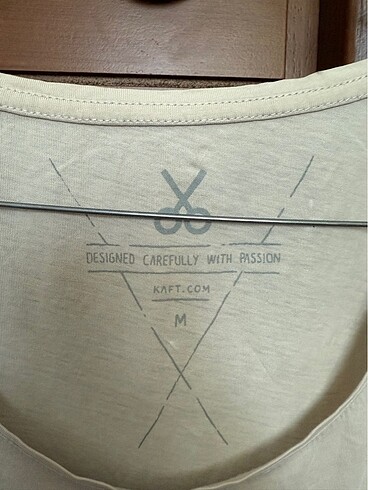 DESIGNED CAREFULLY WITH PASSION
KAFT.COM
M